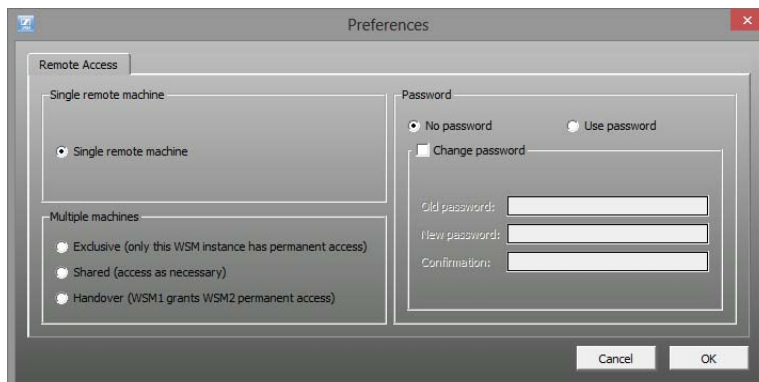 Preferences
Remote Access
Single remote machine
Single remote machine
Multiple machines
Exclusive (only this WSM instance has permanent access)
Shared (access as necessary)
Handover (WSM1 grants WSM2 permanent access)
Password
No password
Use password
Change password
Old password:
New password:
Confirmation:
Cancel
OK